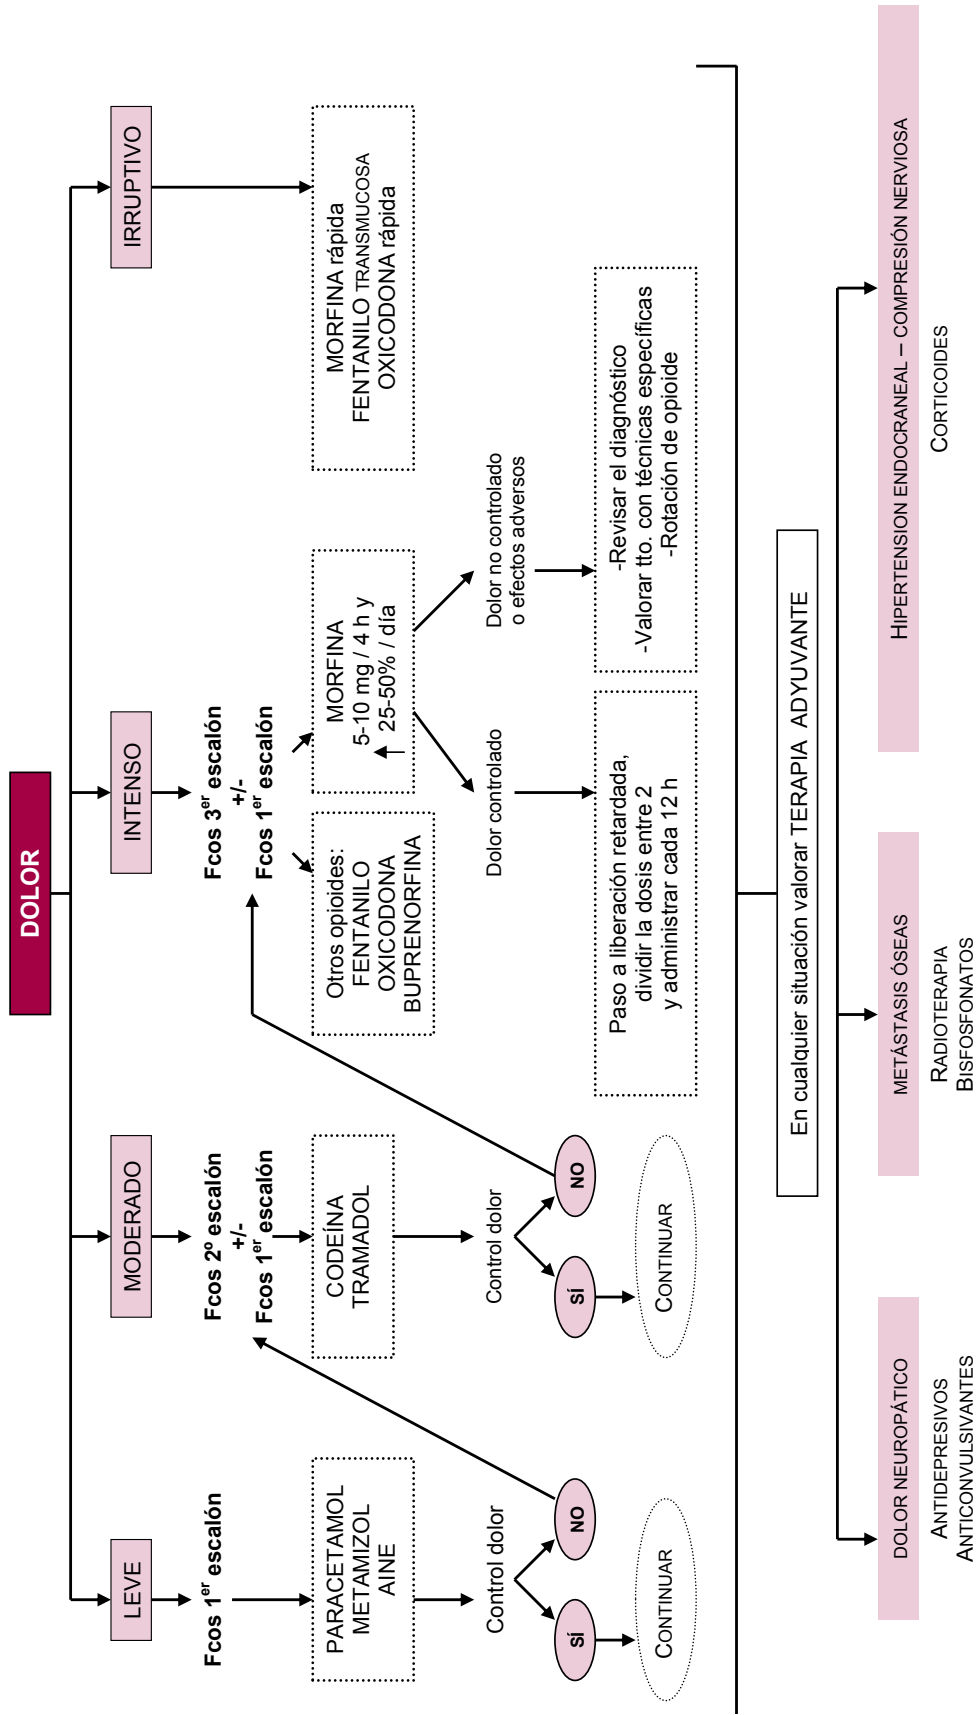 DOLOR
LEVE
MODERADO
INTENSO
IRRUPTIVO
Fcos 1er escalón
Fcos 2º escalón
+/-
Fcos 1er escalón
Fcos 3er escalón
+/-
Fcos 1er escalón
PARACETAMOL
METAMIZOL
AINE
CODEÍNA
TRAMADOL
Otros opioides:
FENTANILO
OXICODONA
BUPRENORFINA
MORFINA
5-10 mg / 4 h y
↑ 25-50% / día
MORFINA rápida
FENTANILO TRANSMUCOSA
OXICODONA rápida
Control dolor
SÍ
NO
CONTINUAR
Control dolor
SÍ
NO
CONTINUAR
Dolor controlado
Dolor no controlado
o efectos adversos
Paso a liberación retardada,
dividir la dosis entre 2
y administrar cada 12 h
-Revisar el diagnóstico
-Valorar tto. con técnicas específicas
-Rotación de opioide
En cualquier situación valorar TERAPIA ADYUVANTE
DOLOR NEUROPÁTICO
ANTIDEPRESIVOS
ANTICONVULSIVANTES
METÁSTASIS ÓSEAS
RADIOTERAPIA
BISFOSFONATOS
HIPERTENSION ENDOCRANEAL – COMPRESIÓN NERVIOSA
CORTICOIDES